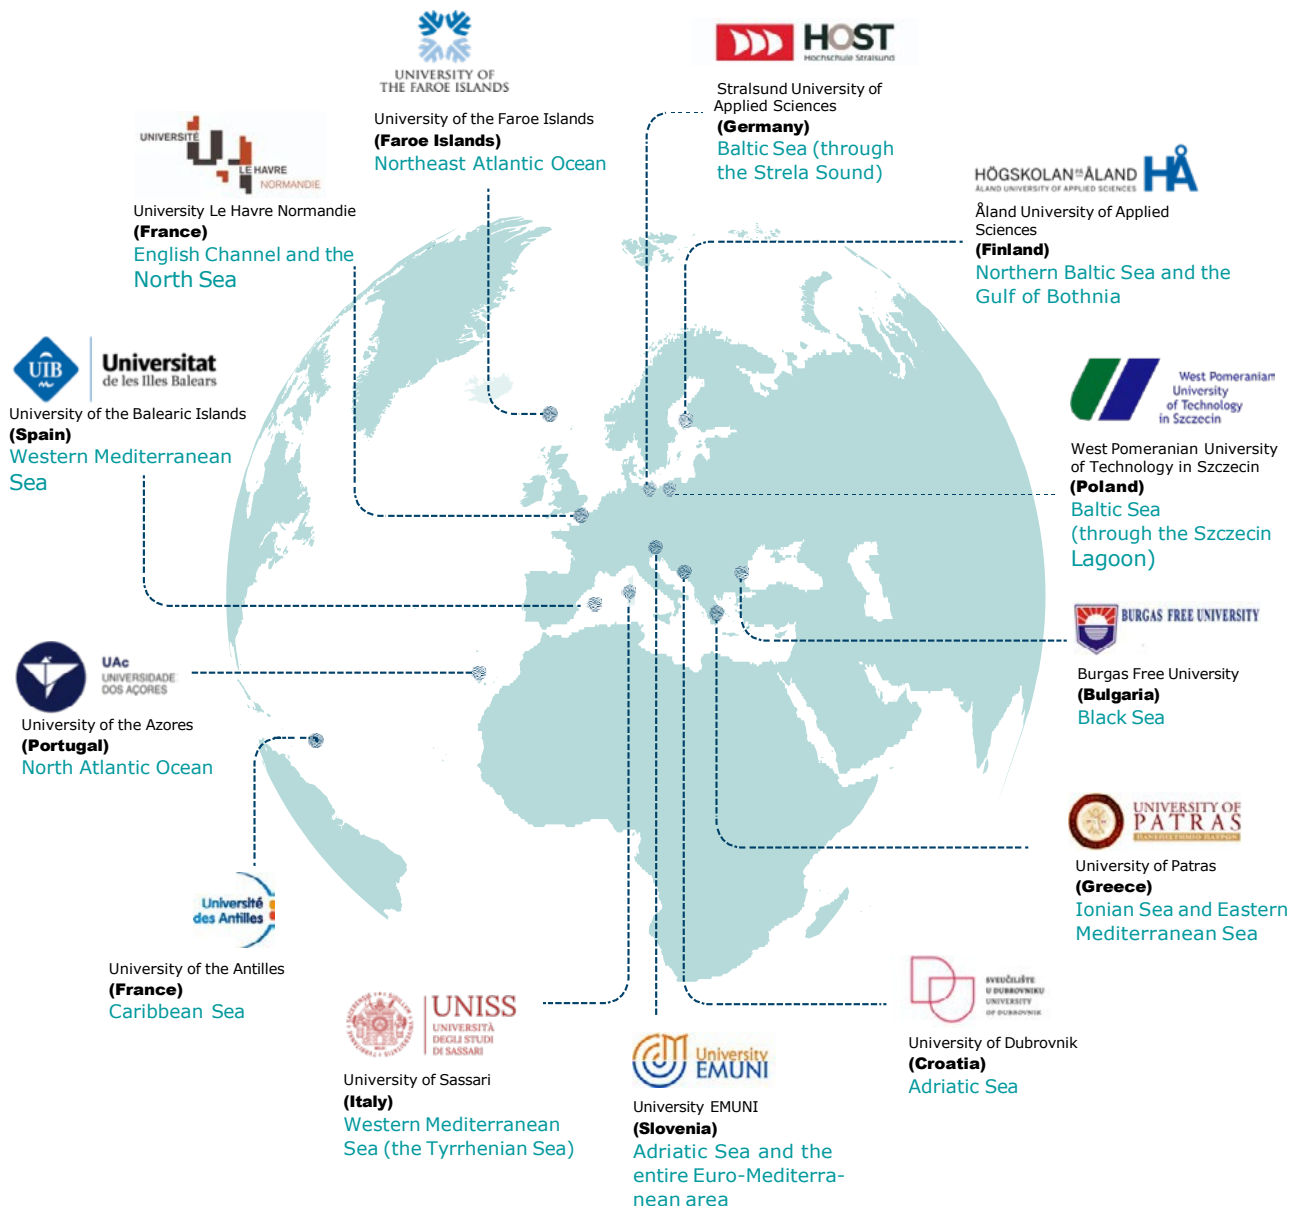 UNIVERSITY OF
THE FAROE ISLANDS
University of the Faroe Islands
(Faroe Islands)
Northeast Atlantic Ocean
HOST
Hochschule Stralsund
Stralsund University of
Applied Sciences
(Germany)
Baltic Sea (through
the Strela Sound)
UNIVERSITÉ
LE HAVRE
NORMANDIE
University Le Havre Normandie
(France)
English Channel and the
North Sea
HÖGSKOLAN PÅ ÅLAND HÅ
ÅLAND UNIVERSITY OF APPLIED SCIENCES
Åland University of Applied
Sciences
(Finland)
Northern Baltic Sea and the
Gulf of Bothnia
UIB
Universitat
de les Illes Balears
University of the Balearic Islands
(Spain)
Western Mediterranean
Sea
West Pomeranian
University
of Technology
in Szczecin
West Pomeranian University
of Technology in Szczecin
(Poland)
Baltic Sea
(through the Szczecin
Lagoon)
BURGAS FREE UNIVERSITY
Burgas Free University
(Bulgaria)
Black Sea
UAc
UNIVERSIDADE
DOS AÇORES
University of the Azores
(Portugal)
North Atlantic Ocean
UNIVERSITY OF
PATRAS
ΠΑΝΕΠΙΣΤΗΜΙΟ ΠΑΤΡΩΝ
University of Patras
(Greece)
Ionian Sea and Eastern
Mediterranean Sea
Université
des Antilles
University of the Antilles
(France)
Caribbean Sea
UNISS
UNIVERSITÀ
DEGLI STUDI
DI SASSARI
University of Sassari
(Italy)
Western Mediterranean
Sea (the Tyrrhenian Sea)
University
EMUNI
University EMUNI
(Slovenia)
Adriatic Sea and the
entire Euro-Mediterra-
nean area
SVEUČILIŠTE
U DUBROVNIKU
UNIVERSITY
OF DUBROVNIK
University of Dubrovnik
(Croatia)
Adriatic Sea